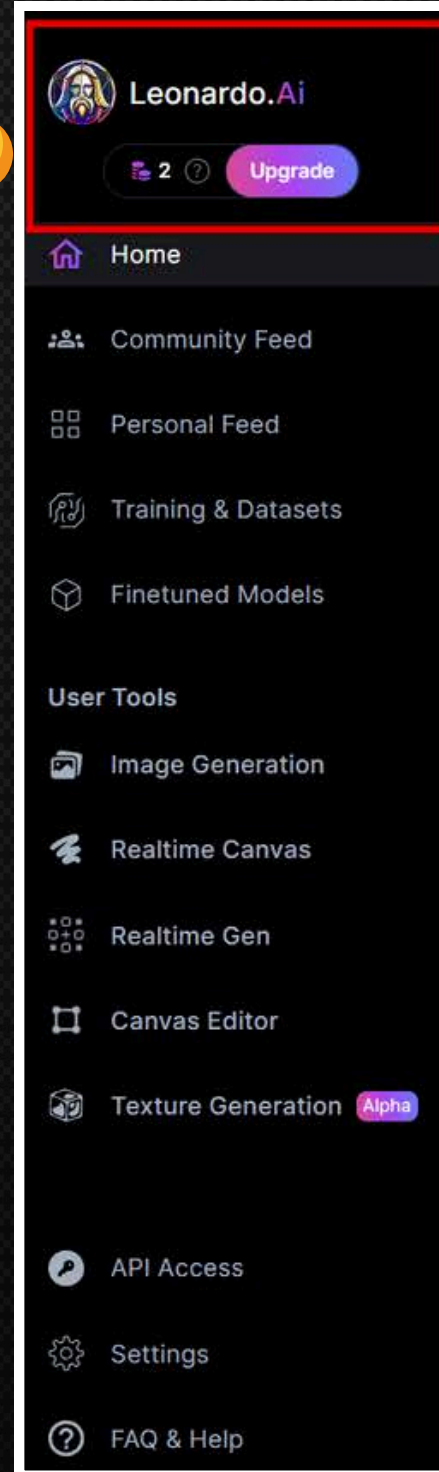 Leonardo.Ai
2 ? Upgrade
Home
Community Feed
Personal Feed
Training & Datasets
Finetuned Models
User Tools
Image Generation
Realtime Canvas
Realtime Gen
Canvas Editor
Texture Generation Alpha
API Access
Settings
? FAQ & Help